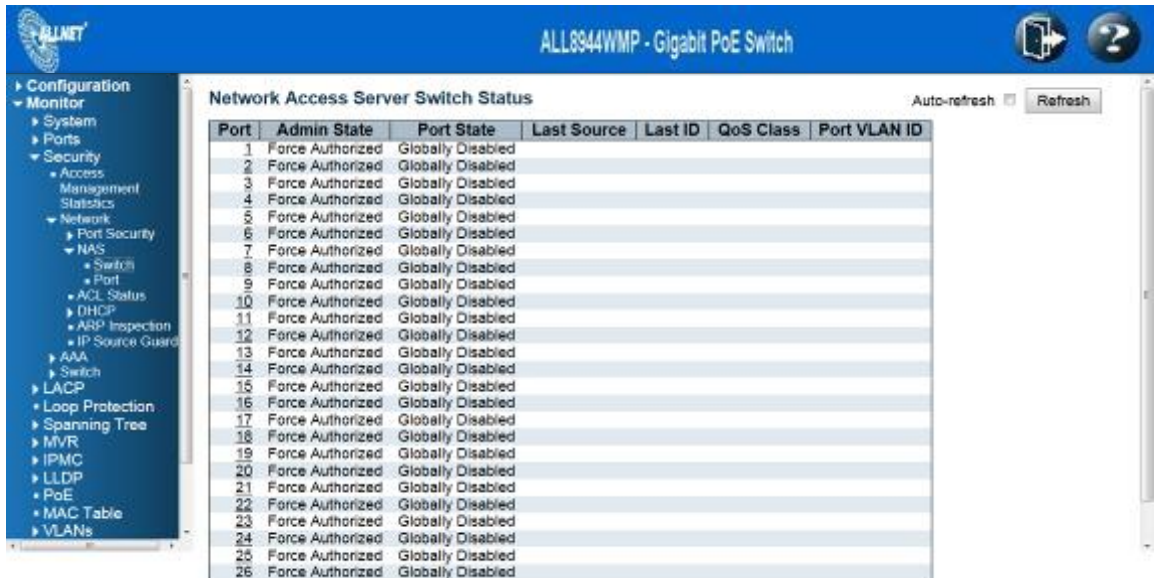 ALLNET
ALL8944WMP - Gigabit PoE Switch
?
Configuration
Monitor
System
Ports
Security
Access
Management
Statistics
Network
Port Security
NAS
Switch
Port
ACL Status
DHCP
ARP Inspection
IP Source Guard
AAA
Switch
LACP
Loop Protection
Spanning Tree
MVR
IPMC
LLDP
PoE
MAC Table
VLANs
Network Access Server Switch Status
Auto-refresh Refresh
Port Admin State Port State Last Source Last ID QoS Class Port VLAN ID
1 Force Authorized Globally Disabled
2 Force Authorized Globally Disabled
3 Force Authorized Globally Disabled
4 Force Authorized Globally Disabled
5 Force Authorized Globally Disabled
6 Force Authorized Globally Disabled
7 Force Authorized Globally Disabled
8 Force Authorized Globally Disabled
9 Force Authorized Globally Disabled
10 Force Authorized Globally Disabled
11 Force Authorized Globally Disabled
12 Force Authorized Globally Disabled
13 Force Authorized Globally Disabled
14 Force Authorized Globally Disabled
15 Force Authorized Globally Disabled
16 Force Authorized Globally Disabled
17 Force Authorized Globally Disabled
18 Force Authorized Globally Disabled
19 Force Authorized Globally Disabled
20 Force Authorized Globally Disabled
21 Force Authorized Globally Disabled
22 Force Authorized Globally Disabled
23 Force Authorized Globally Disabled
24 Force Authorized Globally Disabled
25 Force Authorized Globally Disabled
26 Force Authorized Globally Disabled